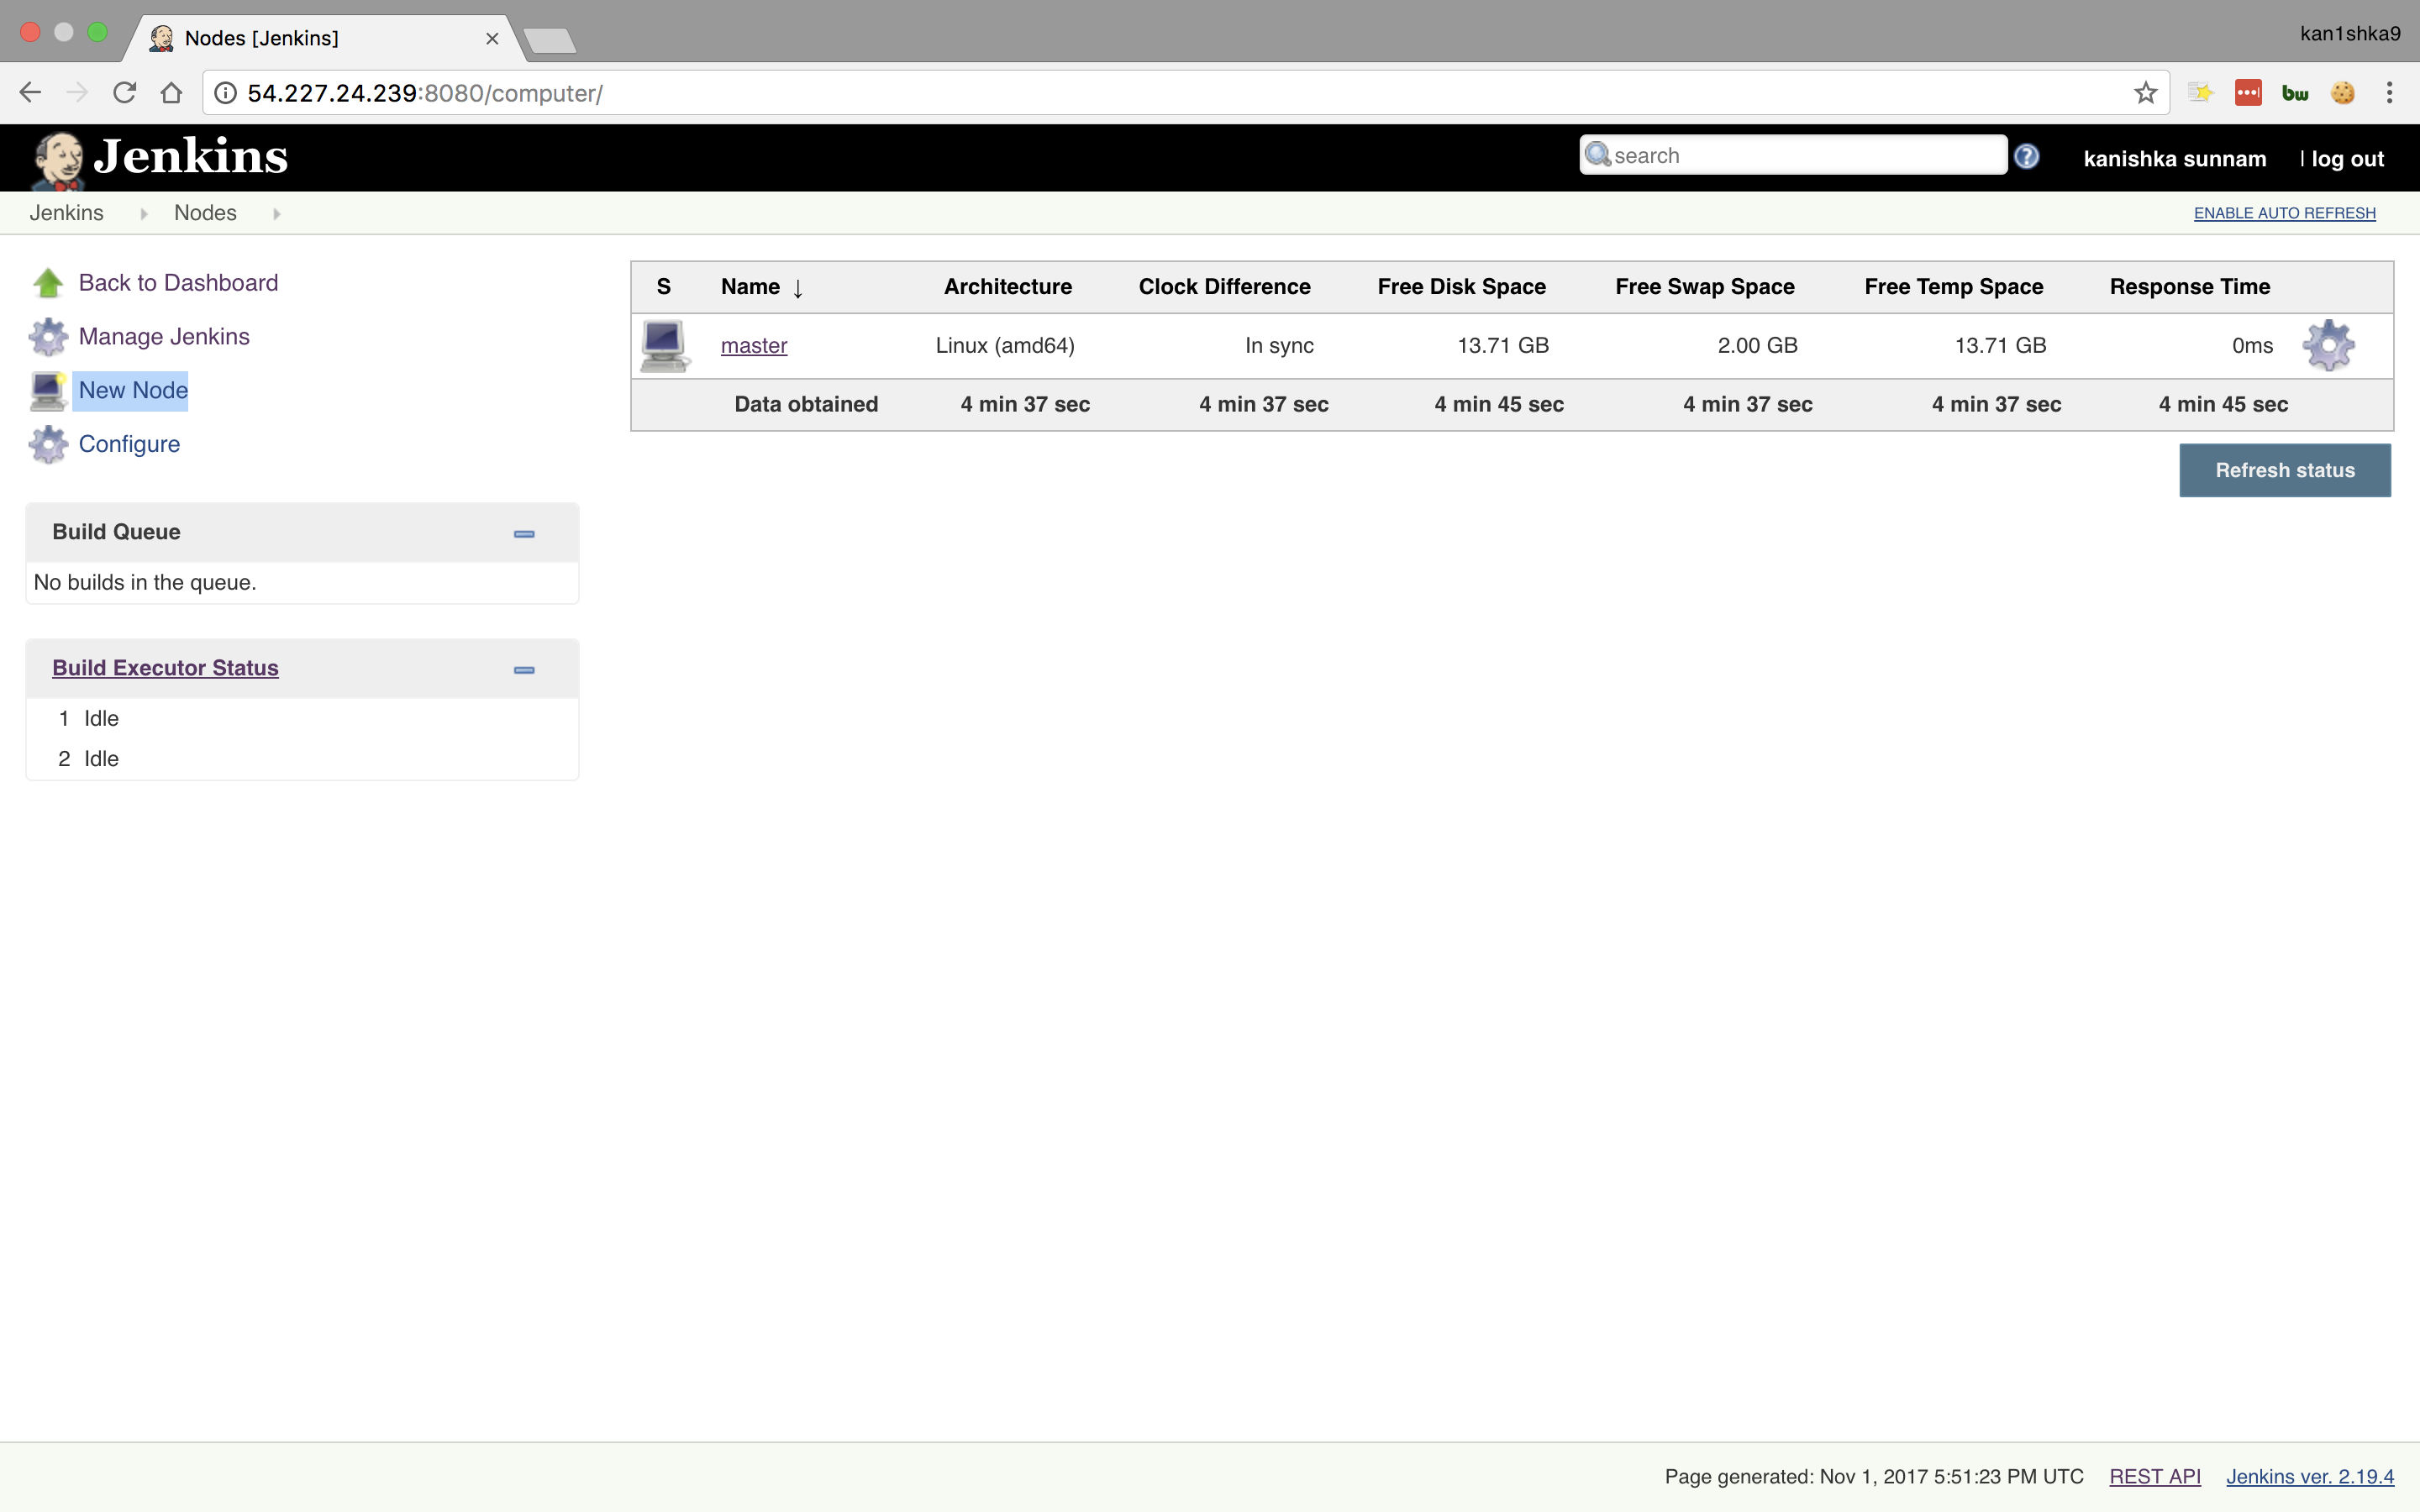 Nodes [Jenkins]
kan1shka9
54.227.24.239:8080/computer/
bw
Jenkins
search
kanishka sunnam
| log out
Jenkins
Nodes
ENABLE AUTO REFRESH
Back to Dashboard
Manage Jenkins
New Node
Configure
Build Queue
No builds in the queue.
Build Executor Status
1 Idle
2 Idle
S Name ↓ Architecture Clock Difference Free Disk Space Free Swap Space Free Temp Space Response Time
master Linux (amd64) In sync 13.71 GB 2.00 GB 13.71 GB 0ms
Data obtained 4 min 37 sec 4 min 37 sec 4 min 45 sec 4 min 37 sec 4 min 37 sec 4 min 45 sec
Refresh status
Page generated: Nov 1, 2017 5:51:23 PM UTC REST API Jenkins ver. 2.19.4